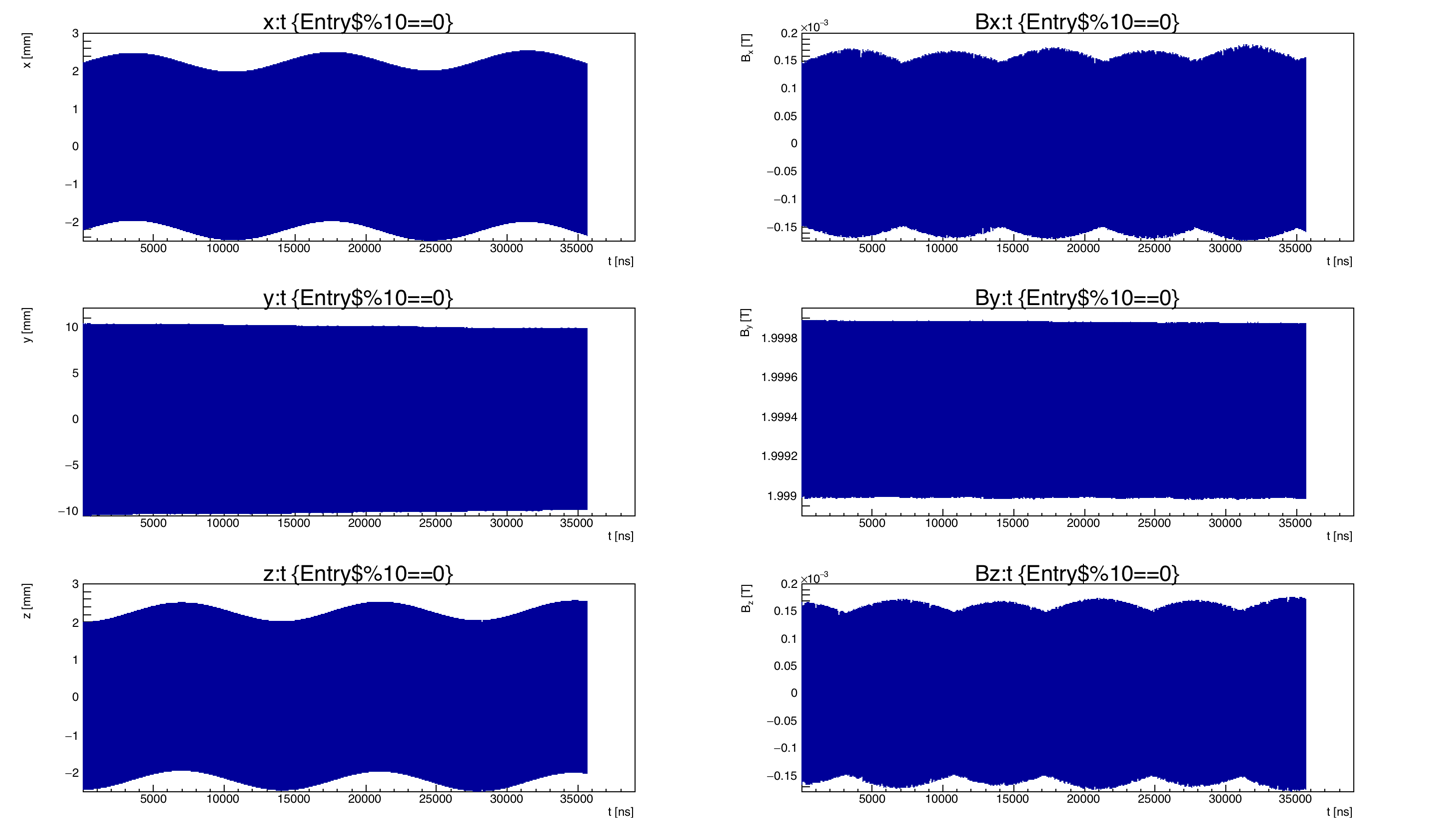 x:t {Entry$%10==0}
x [mm]
3
2
1
0
−1
−2
5000 10000 15000 20000 25000 30000 35000
t [ns]
Bx:t {Entry$%10==0}
×10⁻³
Bₓ [T]
0.2
0.15
0.1
0.05
0
−0.05
−0.1
−0.15
5000 10000 15000 20000 25000 30000 35000
t [ns]
y:t {Entry$%10==0}
y [mm]
10
5
0
−5
−10
5000 10000 15000 20000 25000 30000 35000
t [ns]
By:t {Entry$%10==0}
B_y [T]
1.9998
1.9996
1.9994
1.9992
1.999
5000 10000 15000 20000 25000 30000 35000
t [ns]
z:t {Entry$%10==0}
z [mm]
3
2
1
0
−1
−2
5000 10000 15000 20000 25000 30000 35000
t [ns]
Bz:t {Entry$%10==0}
×10⁻³
B_z [T]
0.2
0.15
0.1
0.05
0
−0.05
−0.1
−0.15
5000 10000 15000 20000 25000 30000 35000
t [ns]